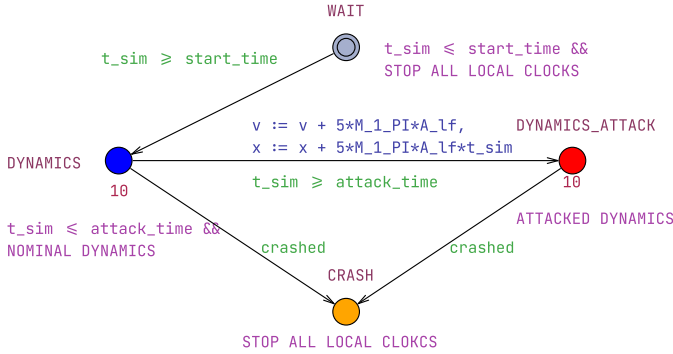 WAIT
t_sim <= start_time &&
STOP ALL LOCAL CLOCKS
t_sim >= start_time
v := v + 5*M_1_PI*A_lf,
x := x + 5*M_1_PI*A_lf*t_sim
DYNAMICS_ATTACK
DYNAMICS
10
t_sim >= attack_time
10
t_sim <= attack_time &&
NOMINAL DYNAMICS
ATTACKED DYNAMICS
crashed
crashed
CRASH
STOP ALL LOCAL CLOKCS